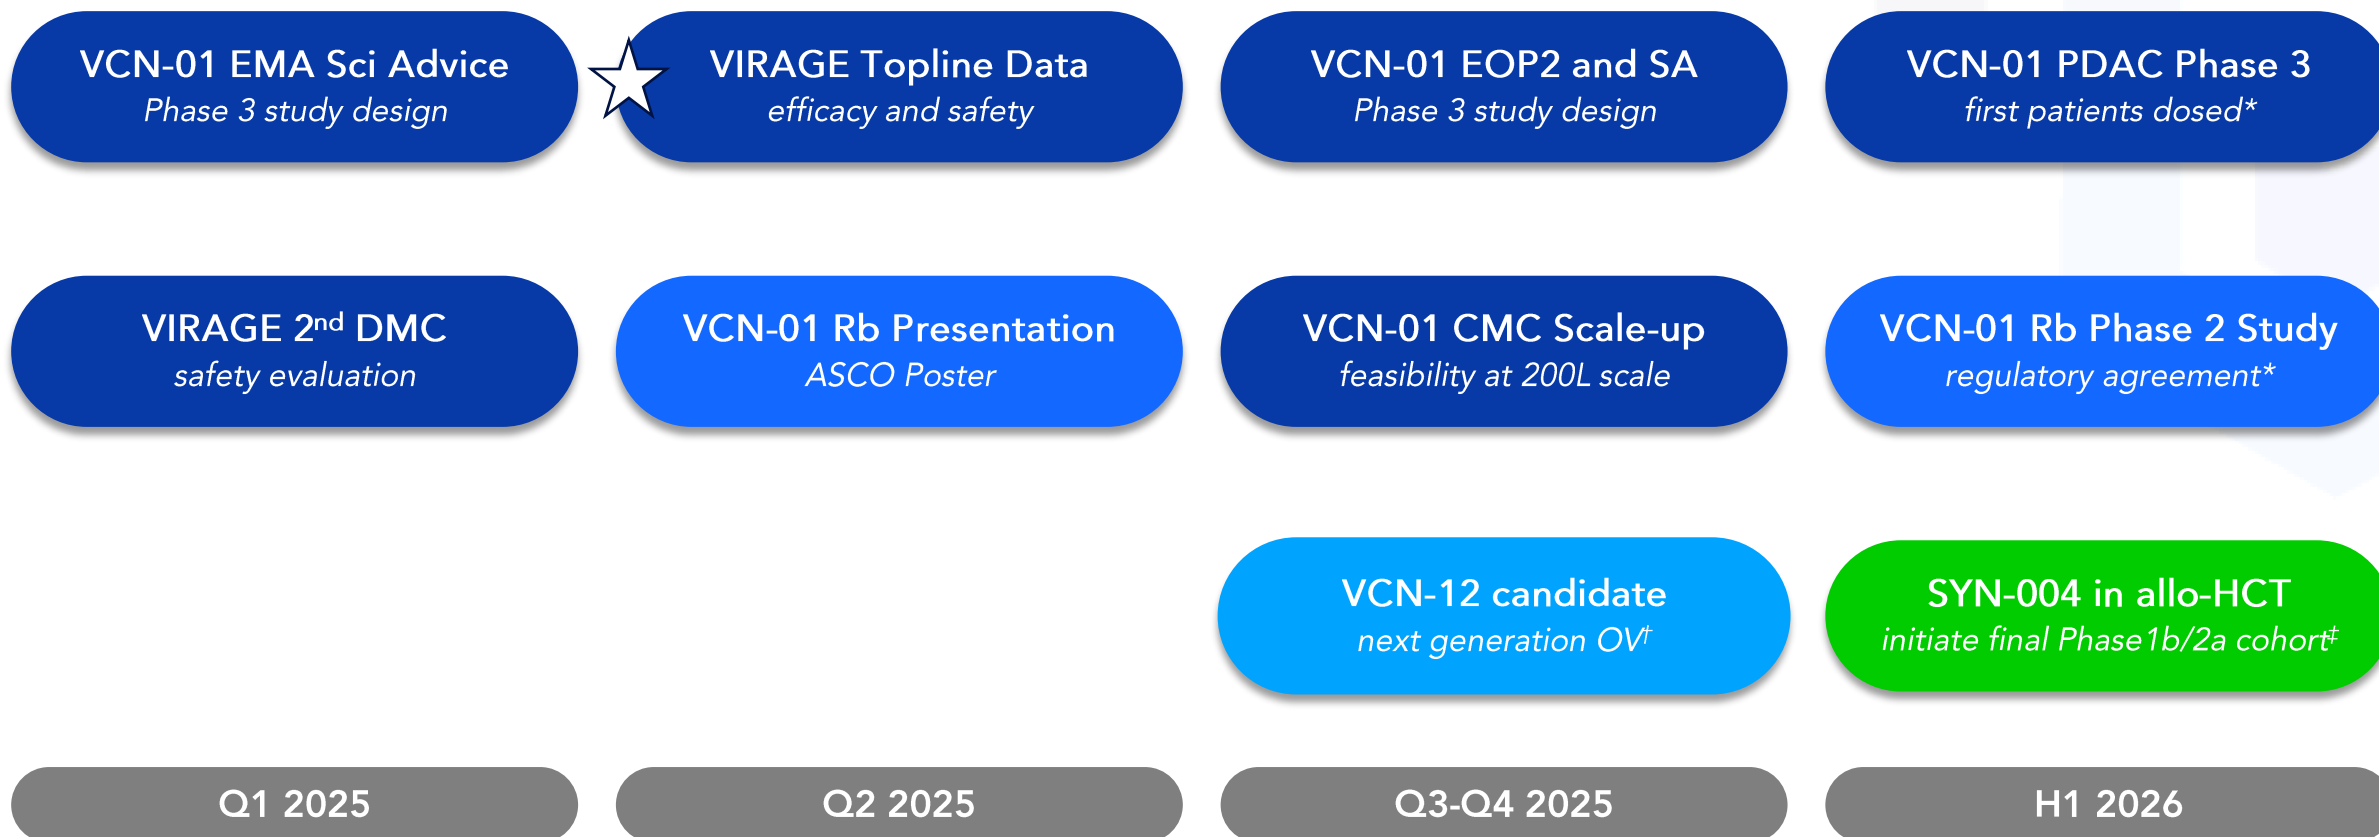 VCN-01 EMA Sci Advice
Phase 3 study design
VIRAGE Topline Data
efficacy and safety
VCN-01 EOP2 and SA
Phase 3 study design
VCN-01 PDAC Phase 3
first patients dosed*
VIRAGE 2nd DMC
safety evaluation
VCN-01 Rb Presentation
ASCO Poster
VCN-01 CMC Scale-up
feasibility at 200L scale
VCN-01 Rb Phase 2 Study
regulatory agreement*
VCN-12 candidate
next generation OV†
SYN-004 in allo-HCT
initiate final Phase1b/2a cohort‡
Q1 2025
Q2 2025
Q3-Q4 2025
H1 2026